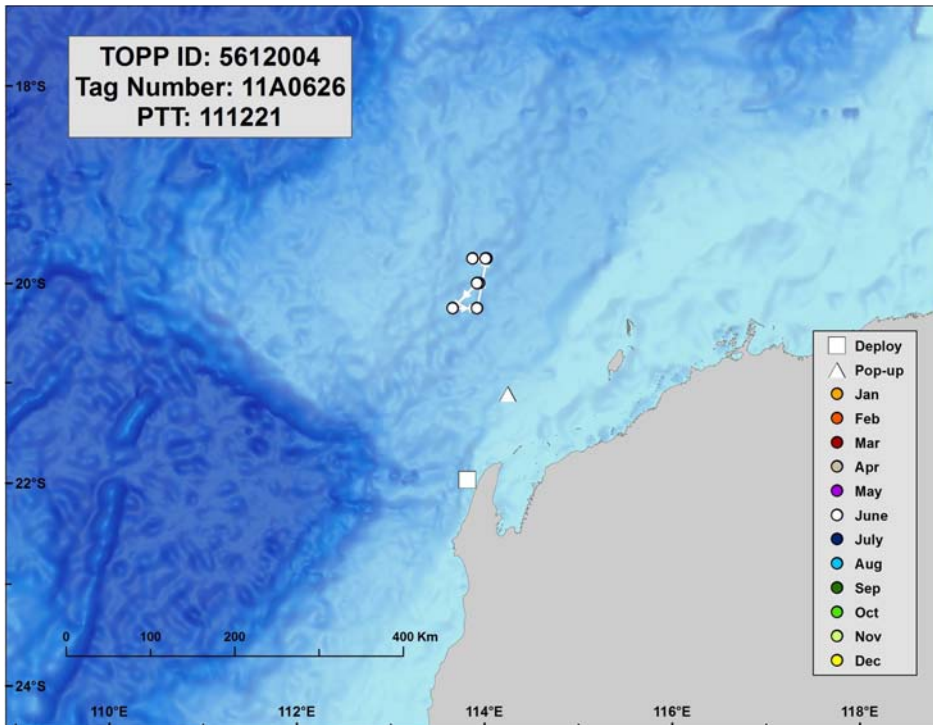 TOPP ID: 5612004
Tag Number: 11A0626
PTT: 111221
18°S
20°S
22°S
24°S
Deploy
Pop-up
Jan
Feb
Mar
Apr
May
June
July
Aug
Sep
Oct
Nov
Dec
0 100 200 400 Km
110°E 112°E 114°E 116°E 118°E